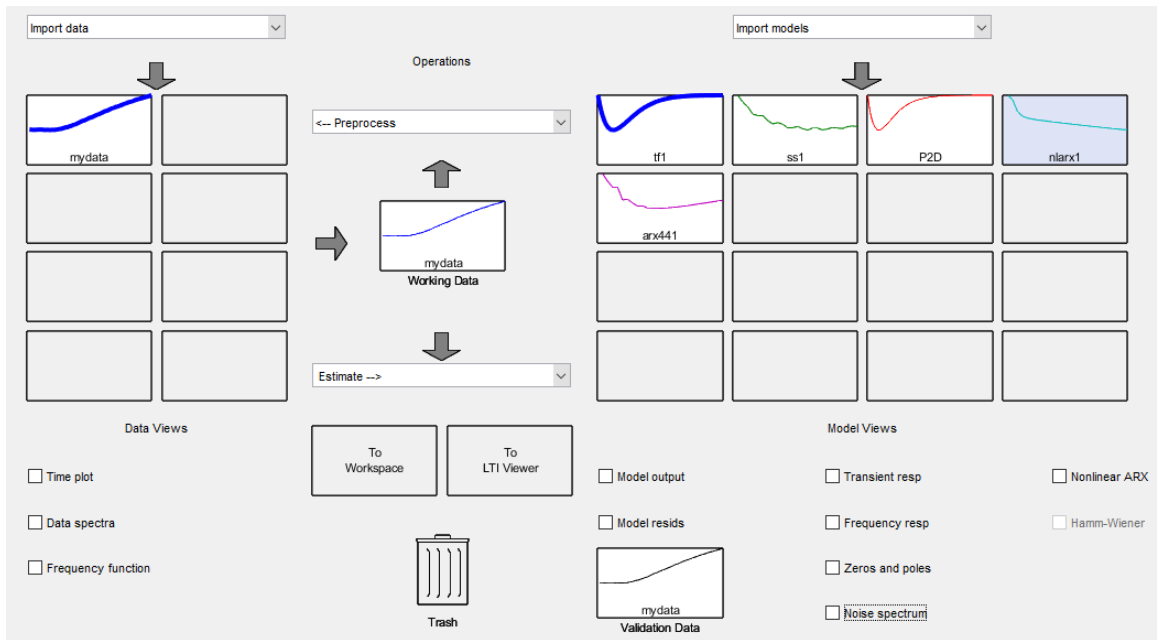 Import data
Import models
Operations
mydata
<-- Preprocess
tf1
ss1
P2D
nlarx1
arx441
mydata
Working Data
Estimate -->
Data Views
Model Views
To
Workspace
To
LTI Viewer
Time plot
Model output
Transient resp
Nonlinear ARX
Data spectra
Model resids
Frequency resp
Hamm-Wiener
Frequency function
Zeros and poles
mydata
Noise spectrum
Trash
Validation Data